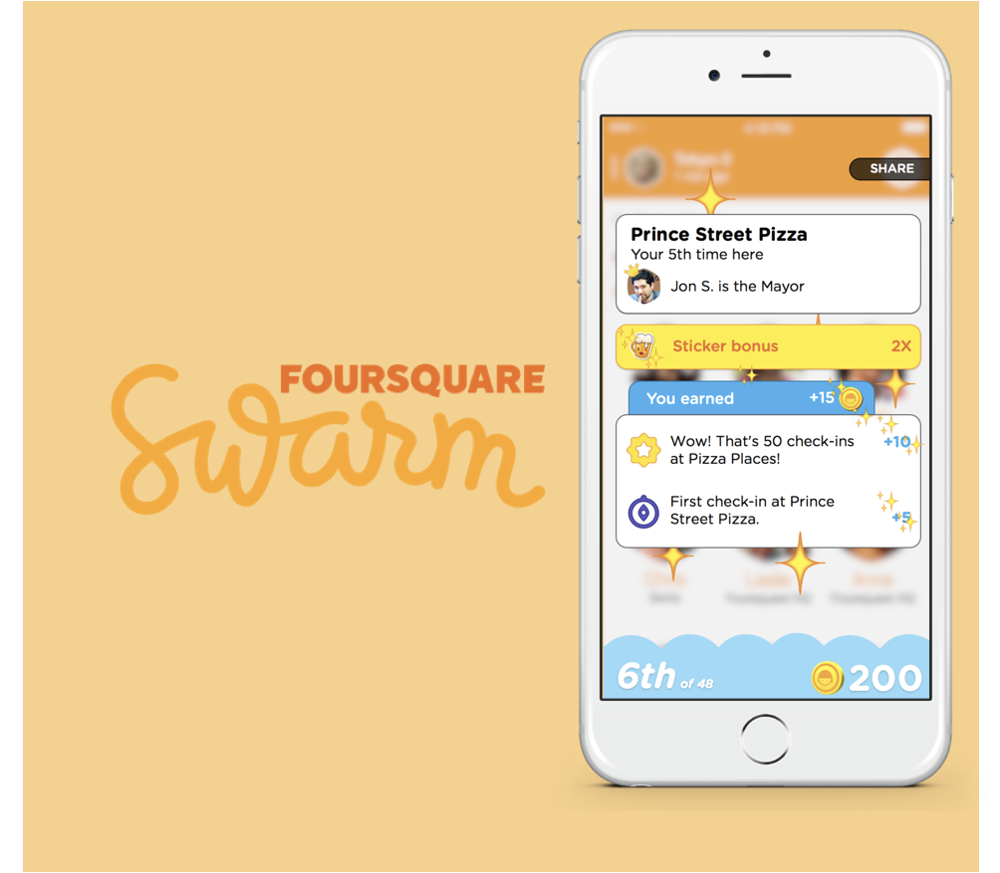 FOURSQUARE
Swarm
SHARE
Prince Street Pizza
Your 5th time here
Jon S. is the Mayor
Sticker bonus 2X
You earned +15
Wow! That's 50 check-ins +10
at Pizza Places!
First check-in at Prince
Street Pizza. +5
6th of 48 200